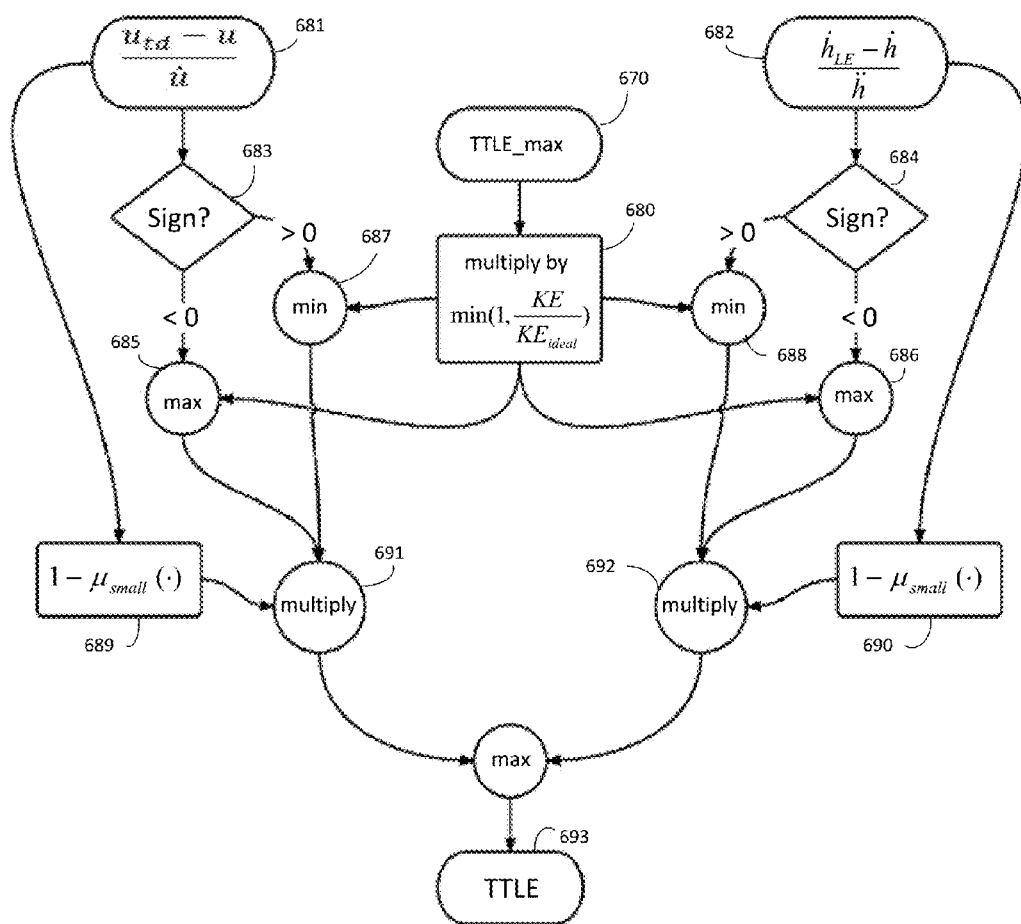 681
u_td − u
û
682
ḣ_LE − ḣ
ḧ
670
TTLE_max
683
Sign?
> 0
< 0
684
Sign?
> 0
< 0
680
multiply by
min(1, KE / KE_ideal)
687
min
688
min
685
max
686
max
689
1 − μ_small (·)
690
1 − μ_small (·)
691
multiply
692
multiply
max
693
TTLE